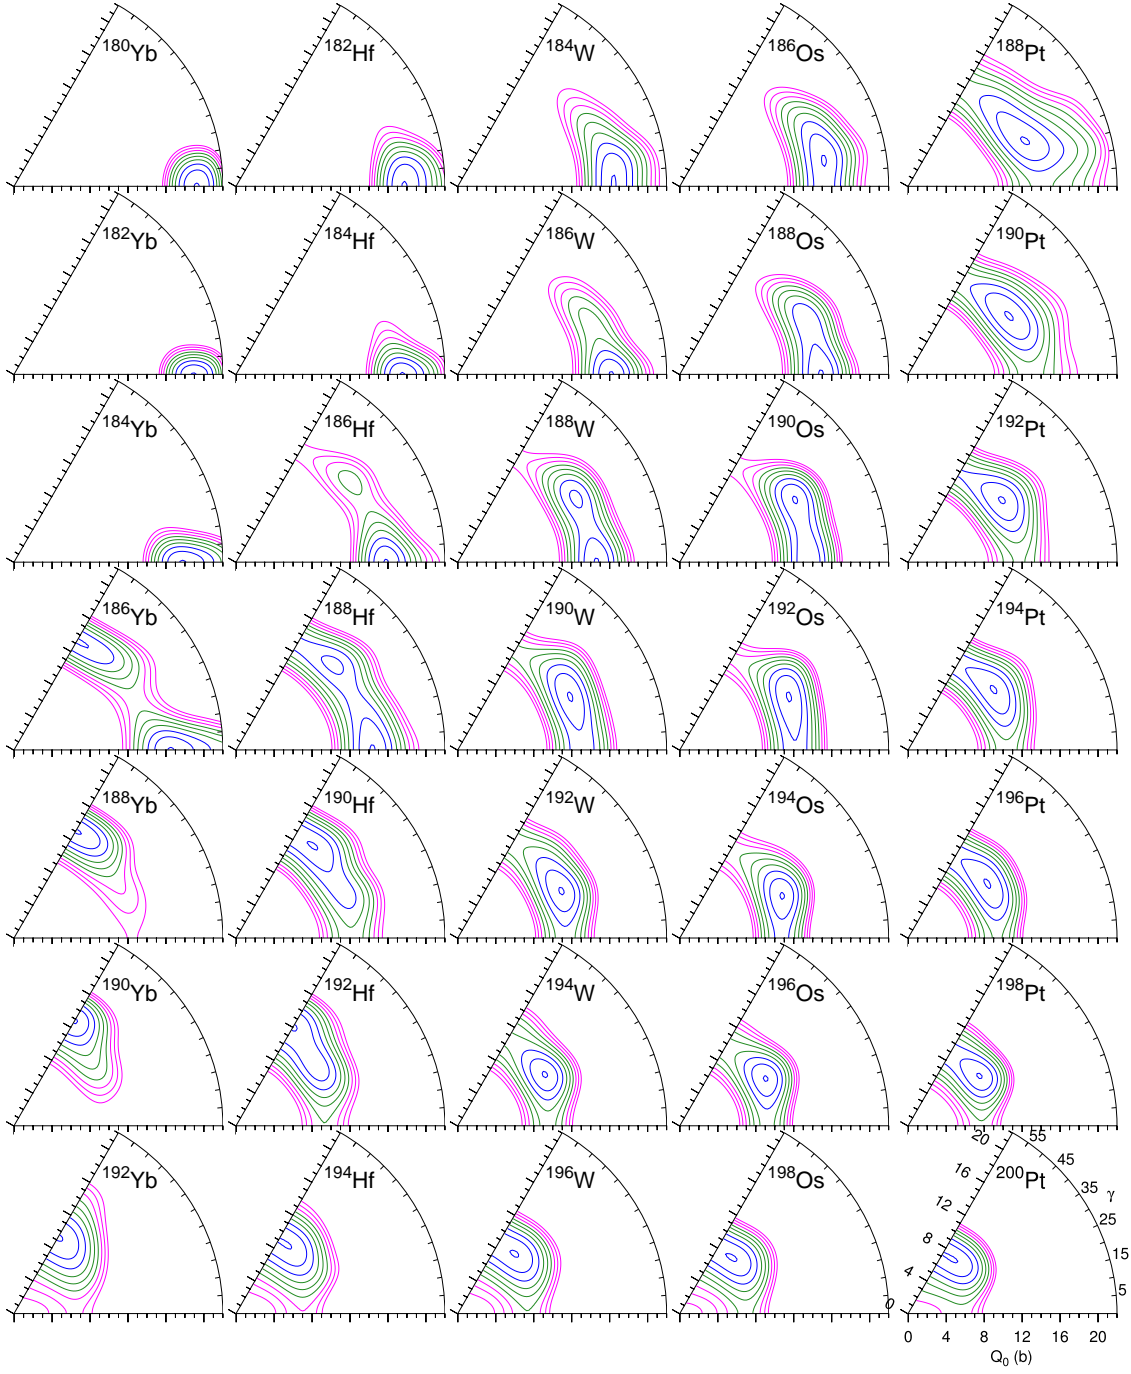 180Yb 182Hf 184W 186Os 188Pt
182Yb 184Hf 186W 188Os 190Pt
184Yb 186Hf 188W 190Os 192Pt
186Yb 188Hf 190W 192Os 194Pt
188Yb 190Hf 192W 194Os 196Pt
190Yb 192Hf 194W 196Os 198Pt
192Yb 194Hf 196W 198Os 200Pt
20 55
16 45
12 35 γ
8 25
4 15
0 5
0 4 8 12 16 20
Q0 (b)